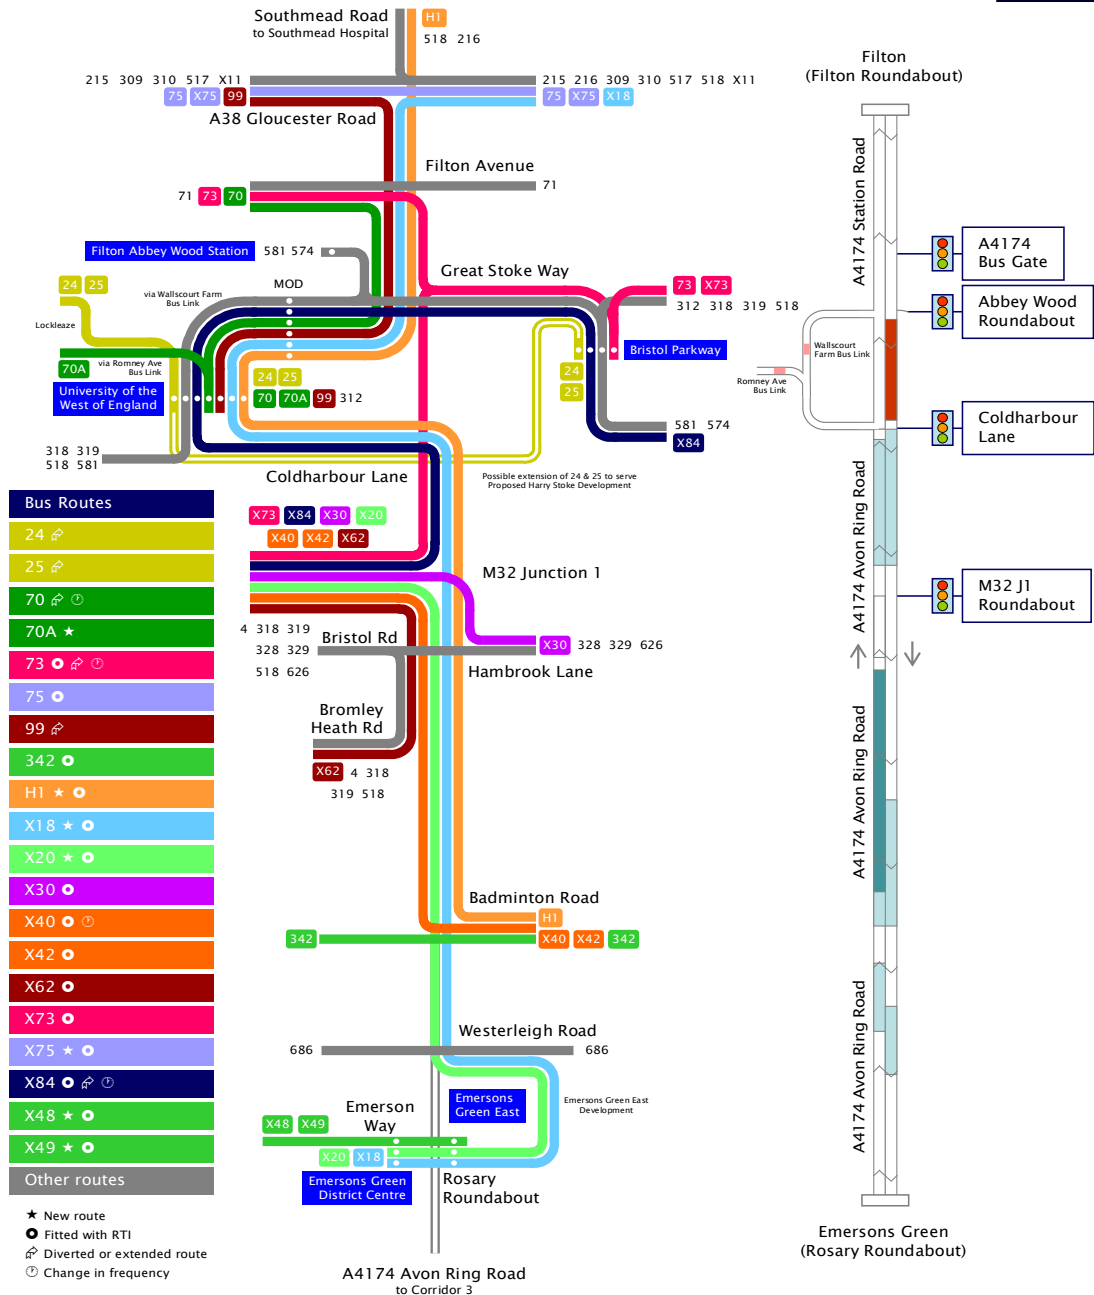 Southmead Road
to Southmead Hospital
H1
518 216
215 309 310 517 X11
75 X75 99
215 216 309 310 517 518 X11
75 X75 X18
A38 Gloucester Road
Filton Avenue
71 73 70
71
Filton Abbey Wood Station
581 574
MOD
Great Stoke Way
73 X73
312 318 319 518
24 25
via Wallscourt Farm
Bus Link
Lockleaze
70A
via Romney Ave
Bus Link
University of the
West of England
24 25
70 70A 99 312
Bristol Parkway
24
25
581 574
X84
318 319
518 581
Coldharbour Lane
Possible extension of 24 & 25 to serve
Proposed Harry Stoke Development
X73 X84 X30 X20
X40 X42 X62
M32 Junction 1
4 318 319
328 329
518 626
Bristol Rd
X30 328 329 626
Hambrook Lane
Bromley
Heath Rd
X62 4 318
319 518
Badminton Road
H1
342
X40 X42 342
Westerleigh Road
686
686
Emersons
Green East
Emersons Green East
Development
Emerson
Way
X48 X49
X20 X18
Emersons Green
District Centre
Rosary
Roundabout
A4174 Avon Ring Road
to Corridor 3
Bus Routes
24
25
70
70A
73
75
99
342
H1
X18
X20
X30
X40
X42
X62
X73
X75
X84
X48
X49
Other routes
New route
Fitted with RTI
Diverted or extended route
Change in frequency
Filton
(Filton Roundabout)
A4174 Station Road
A4174
Bus Gate
Abbey Wood
Roundabout
Wallscourt
Farm Bus Link
Romney Ave
Bus Link
Coldharbour
Lane
A4174 Avon Ring Road
M32 J1
Roundabout
A4174 Avon Ring Road
A4174 Avon Ring Road
Emersons Green
(Rosary Roundabout)